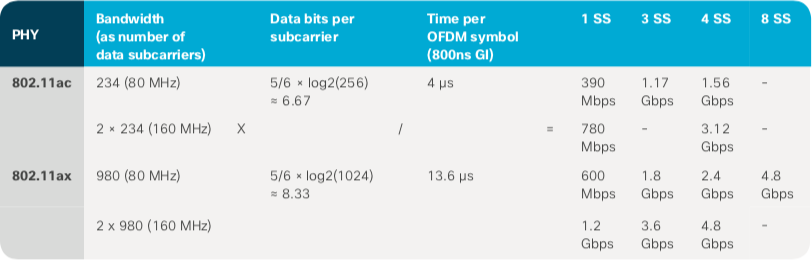 PHY Bandwidth (as number of data subcarriers) Data bits per subcarrier Time per OFDM symbol (800ns GI) 1 SS 3 SS 4 SS 8 SS
802.11ac 234 (80 MHz) 5/6 × log2(256) ≈ 6.67 4 µs 390 Mbps 1.17 Gbps 1.56 Gbps –
2 × 234 (160 MHz) X / = 780 Mbps – 3.12 Gbps –
802.11ax 980 (80 MHz) 5/6 × log2(1024) ≈ 8.33 13.6 µs 600 Mbps 1.8 Gbps 2.4 Gbps 4.8 Gbps
2 x 980 (160 MHz) 1.2 Gbps 3.6 Gbps 4.8 Gbps –